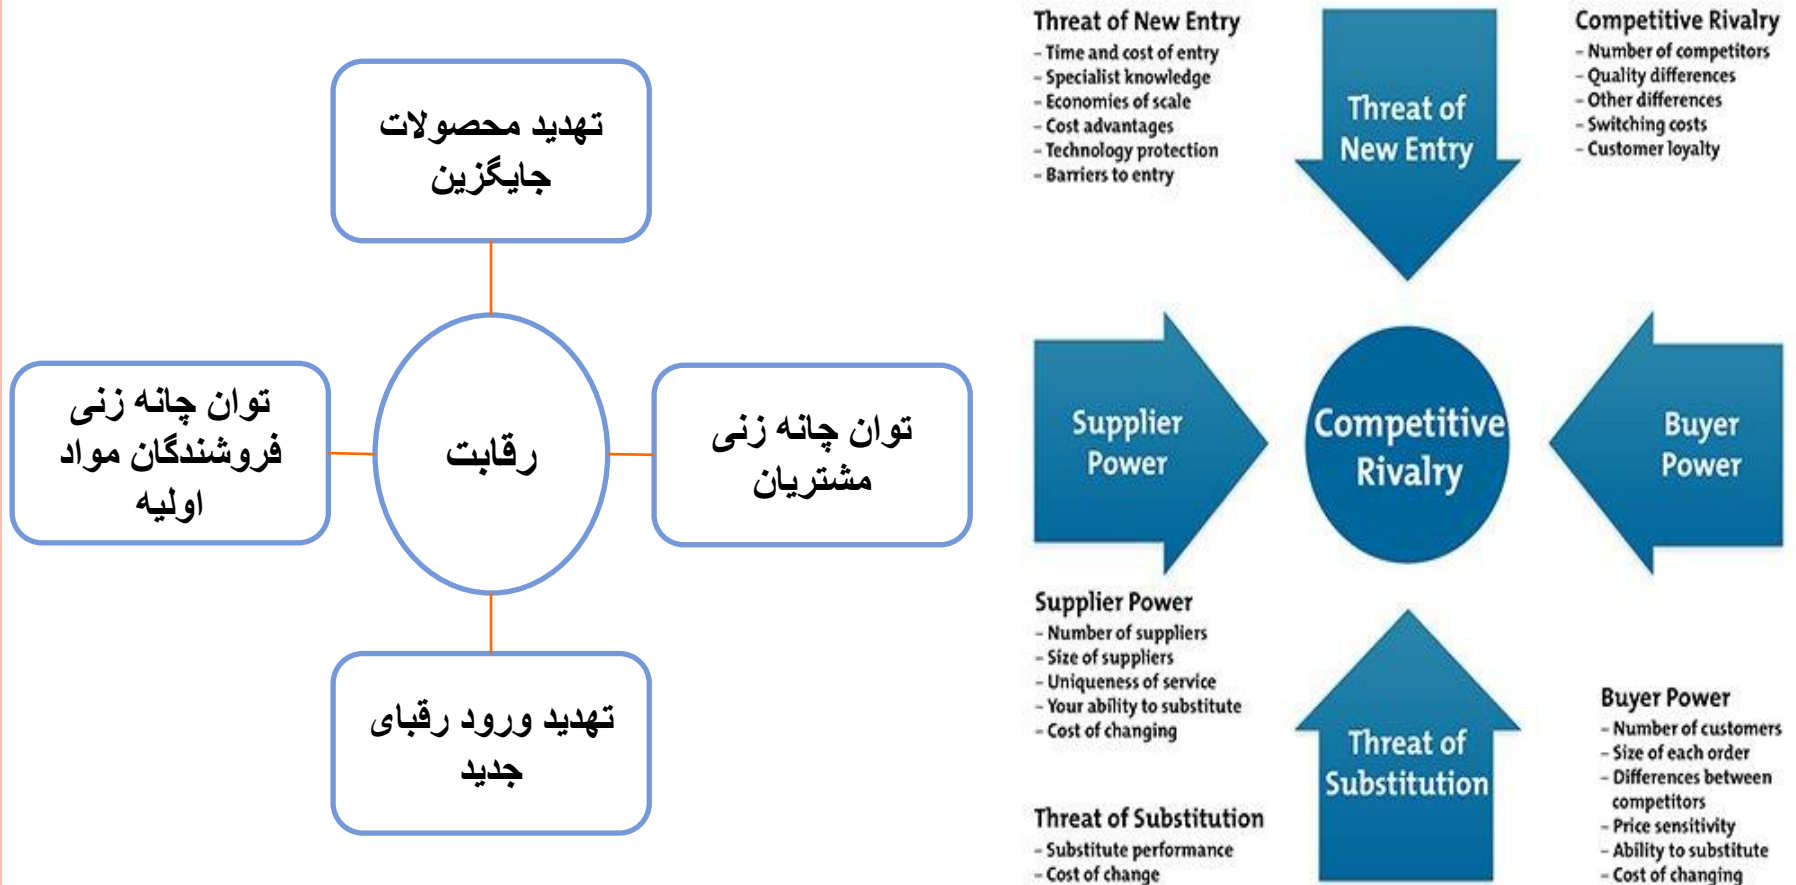 تهدید محصولات
جایگزین
توان چانه زنی
فروشندگان مواد
اولیه
رقابت
توان چانه زنی
مشتریان
تهدید ورود رقبای
جدید
Threat of New Entry
– Time and cost of entry
– Specialist knowledge
– Economies of scale
– Cost advantages
– Technology protection
– Barriers to entry
Threat of
New Entry
Competitive Rivalry
– Number of competitors
– Quality differences
– Other differences
– Switching costs
– Customer loyalty
Supplier
Power
Competitive
Rivalry
Buyer
Power
Supplier Power
– Number of suppliers
– Size of suppliers
– Uniqueness of service
– Your ability to substitute
– Cost of changing
Threat of
Substitution
Threat of Substitution
– Substitute performance
– Cost of change
Buyer Power
– Number of customers
– Size of each order
– Differences between
competitors
– Price sensitivity
– Ability to substitute
– Cost of changing